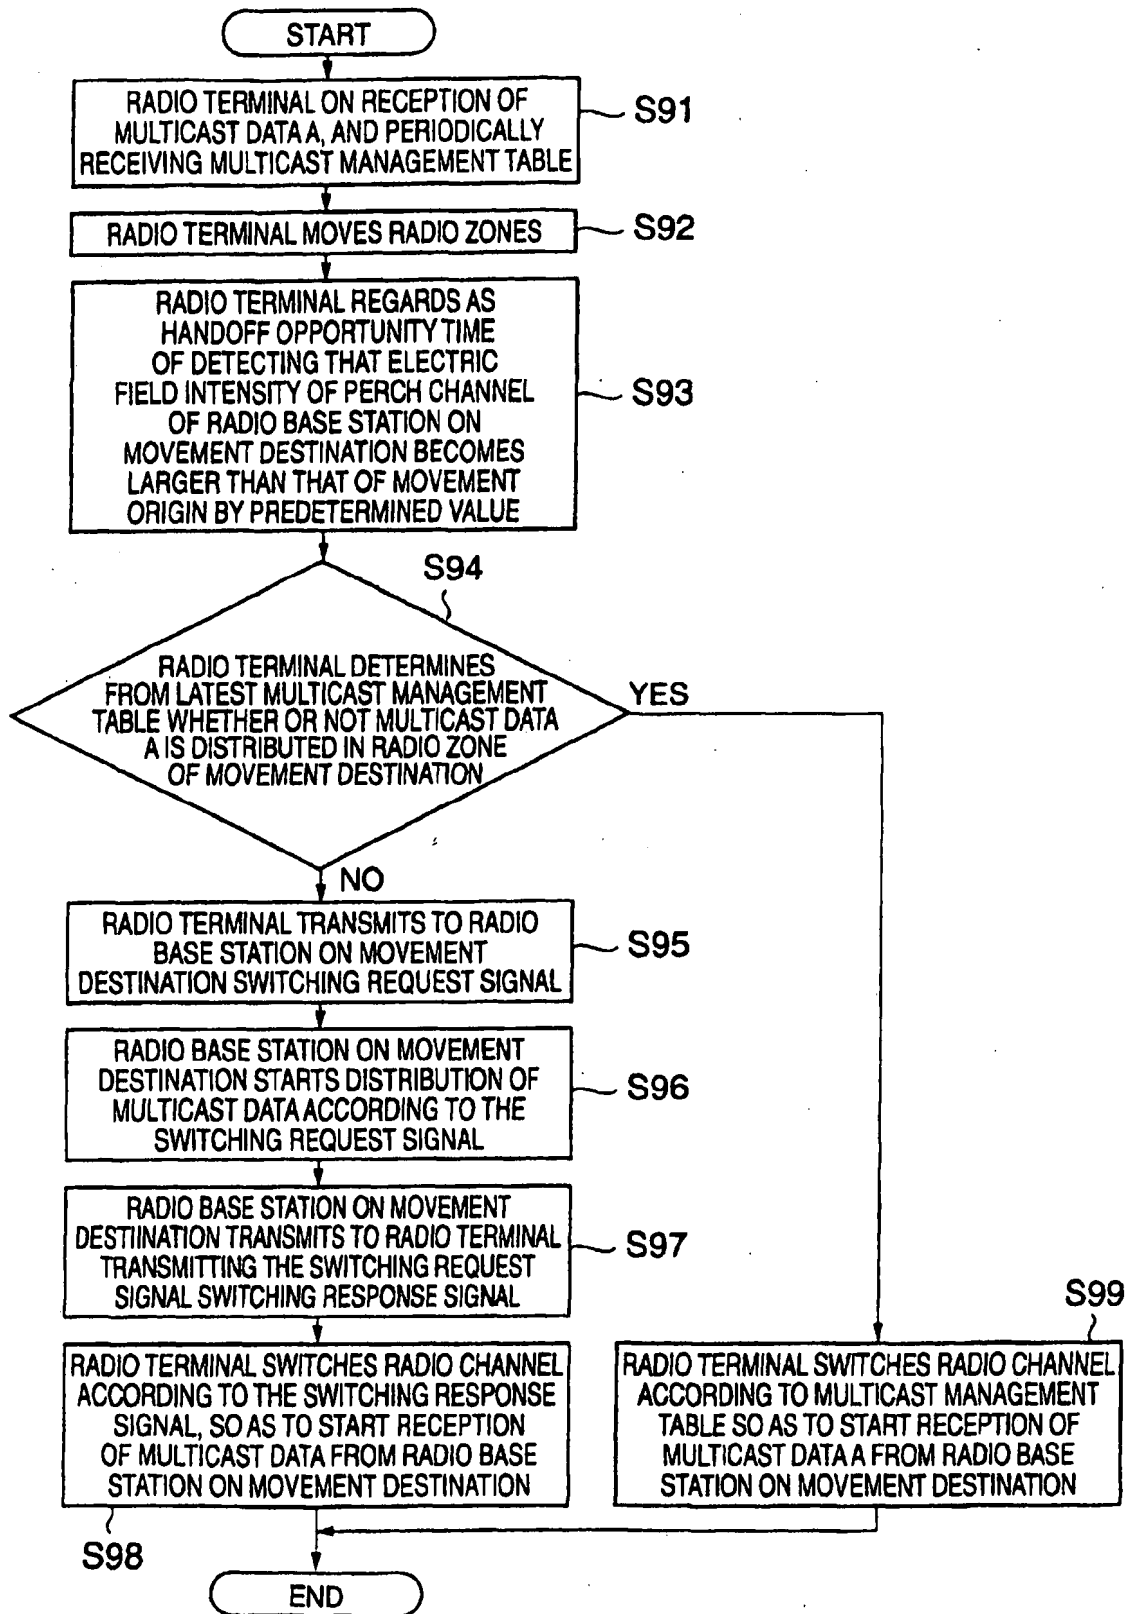 START
RADIO TERMINAL ON RECEPTION OF
MULTICAST DATA A, AND PERIODICALLY
RECEIVING MULTICAST MANAGEMENT TABLE
S91
RADIO TERMINAL MOVES RADIO ZONES
S92
RADIO TERMINAL REGARDS AS
HANDOFF OPPORTUNITY TIME
OF DETECTING THAT ELECTRIC
FIELD INTENSITY OF PERCH CHANNEL
OF RADIO BASE STATION ON
MOVEMENT DESTINATION BECOMES
LARGER THAN THAT OF MOVEMENT
ORIGIN BY PREDETERMINED VALUE
S93
S94
RADIO TERMINAL DETERMINES
FROM LATEST MULTICAST MANAGEMENT
TABLE WHETHER OR NOT MULTICAST DATA
A IS DISTRIBUTED IN RADIO ZONE
OF MOVEMENT DESTINATION
YES
NO
RADIO TERMINAL TRANSMITS TO RADIO
BASE STATION ON MOVEMENT
DESTINATION SWITCHING REQUEST SIGNAL
S95
RADIO BASE STATION ON MOVEMENT
DESTINATION STARTS DISTRIBUTION OF
MULTICAST DATA ACCORDING TO THE
SWITCHING REQUEST SIGNAL
S96
RADIO BASE STATION ON MOVEMENT
DESTIINATION TRANSMITS TO RADIO TERMINAL
TRANSMITTING THE SWITCHING REQUEST
SIGNAL SWITCHING RESPONSE SIGNAL
S97
RADIO TERMINAL SWITCHES RADIO CHANNEL
ACCORDING TO THE SWITCHING RESPONSE
SIGNAL, SO AS TO START RECEPTION
OF MULTICAST DATA FROM RADIO BASE
STATION ON MOVEMENT DESTINATION
S98
S99
RADIO TERMINAL SWITCHES RADIO CHANNEL
ACCORDING TO MULTICAST MANAGEMENT
TABLE SO AS TO START RECEPTION OF
MULTICAST DATA A FROM RADIO BASE
STATION ON MOVEMENT DESTINATION
END